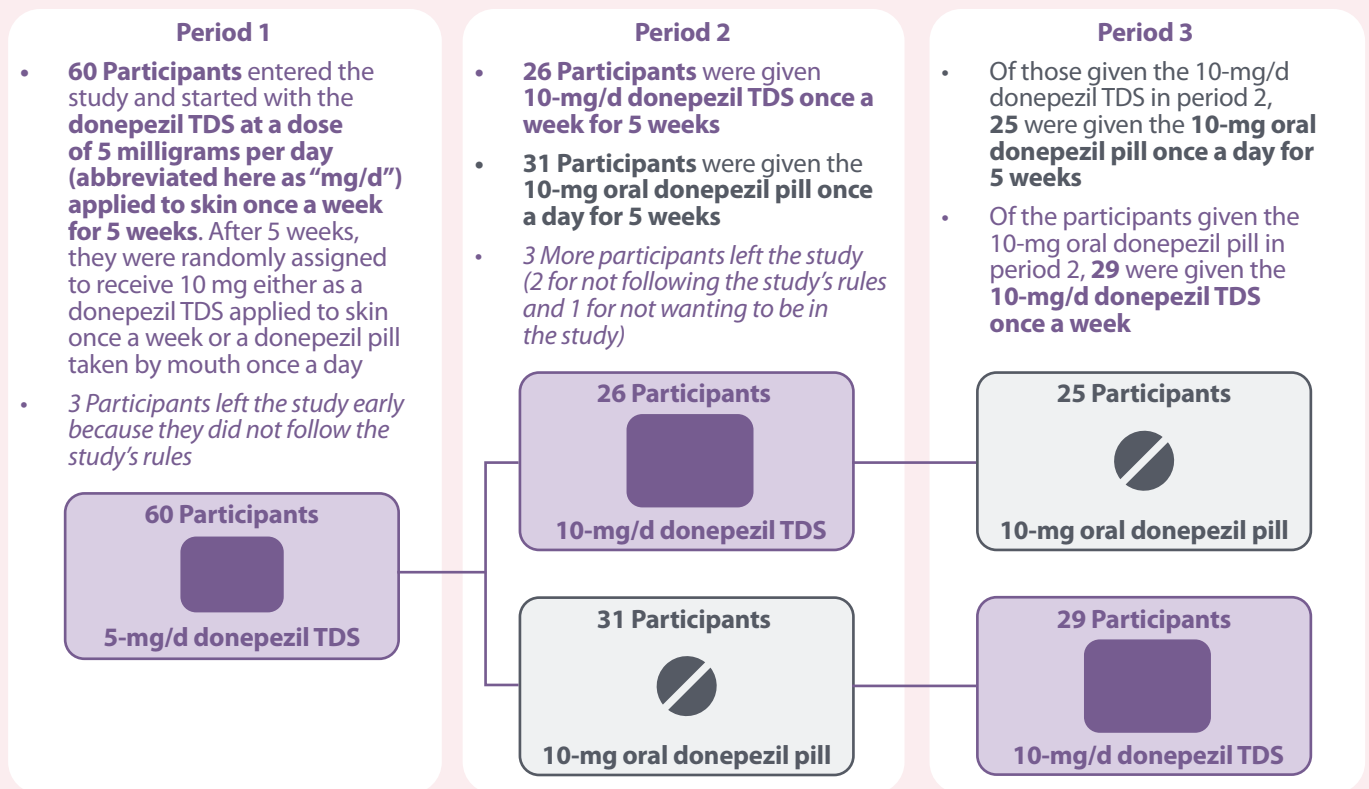 Period 1
• 60 Participants entered the
study and started with the
donepezil TDS at a dose
of 5 milligrams per day
(abbreviated here as “mg/d”)
applied to skin once a week
for 5 weeks. After 5 weeks,
they were randomly assigned
to receive 10 mg either as a
donepezil TDS applied to skin
once a week or a donepezil pill
taken by mouth once a day
• 3 Participants left the study early
because they did not follow the
study’s rules
60 Participants
5-mg/d donepezil TDS
Period 2
• 26 Participants were given
10-mg/d donepezil TDS once a
week for 5 weeks
• 31 Participants were given the
10-mg oral donepezil pill once
a day for 5 weeks
• 3 More participants left the study
(2 for not following the study’s rules
and 1 for not wanting to be in
the study)
26 Participants
10-mg/d donepezil TDS
31 Participants
10-mg oral donepezil pill
Period 3
• Of those given the 10-mg/d
donepezil TDS in period 2,
25 were given the 10-mg oral
donepezil pill once a day for
5 weeks
• Of the participants given the
10-mg oral donepezil pill in
period 2, 29 were given the
10-mg/d donepezil TDS
once a week
25 Participants
10-mg oral donepezil pill
29 Participants
10-mg/d donepezil TDS